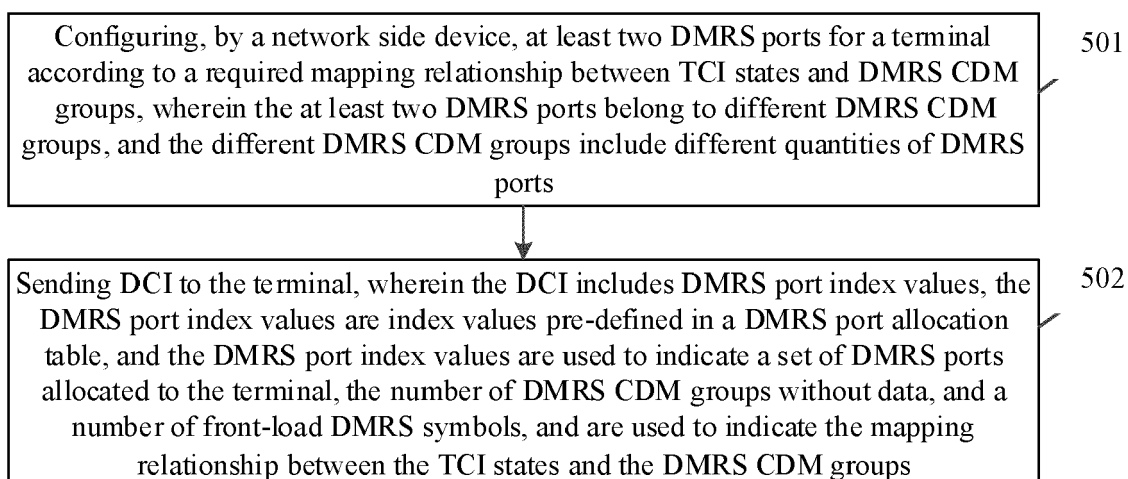 Configuring, by a network side device, at least two DMRS ports for a terminal
according to a required mapping relationship between TCI states and DMRS CDM
groups, wherein the at least two DMRS ports belong to different DMRS CDM
groups, and the different DMRS CDM groups include different quantities of DMRS
ports
501
Sending DCI to the terminal, wherein the DCI includes DMRS port index values, the
DMRS port index values are index values pre-defined in a DMRS port allocation
table, and the DMRS port index values are used to indicate a set of DMRS ports
allocated to the terminal, the number of DMRS CDM groups without data, and a
number of front-load DMRS symbols, and are used to indicate the mapping
relationship between the TCI states and the DMRS CDM groups
502